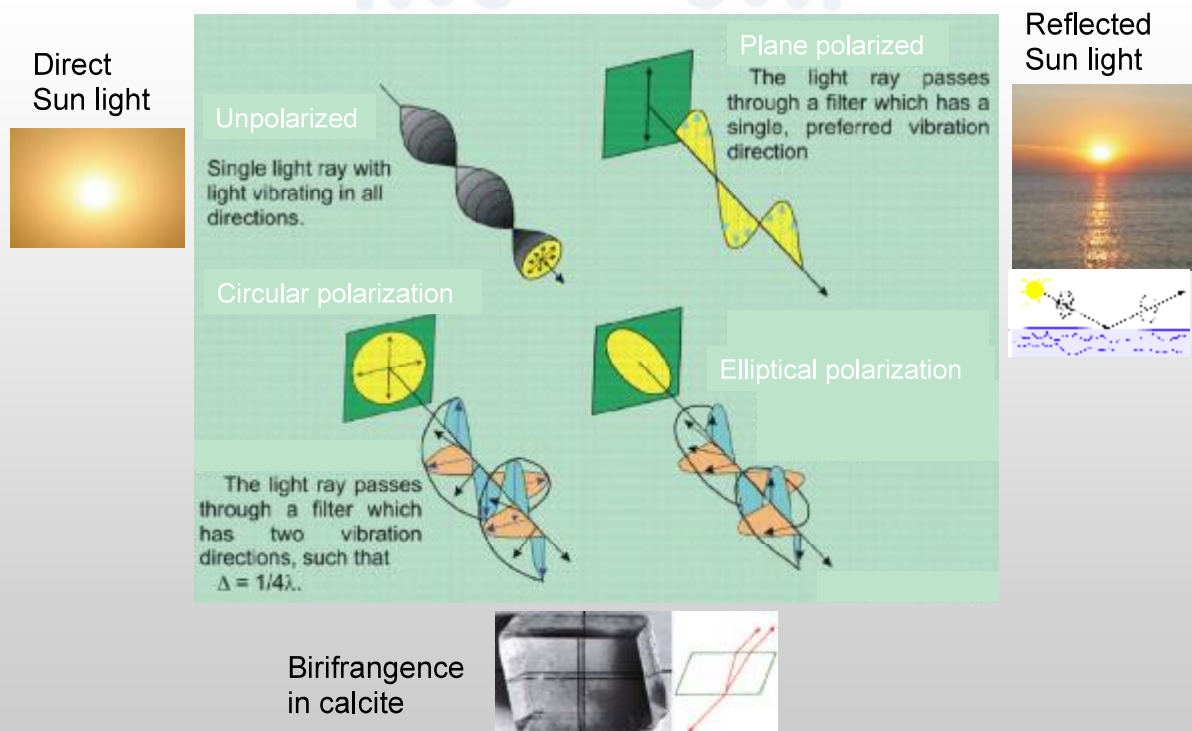 Direct
Sun light
Unpolarized
Single light ray with
light vibrating in all
directions.
Plane polarized
The light ray passes
through a filter which has a
single, preferred vibration
direction
Reflected
Sun light
Circular polarization
The light ray passes
through a filter which
has two vibration
directions, such that
Δ = 1/4λ.
Elliptical polarization
Birifrangence
in calcite